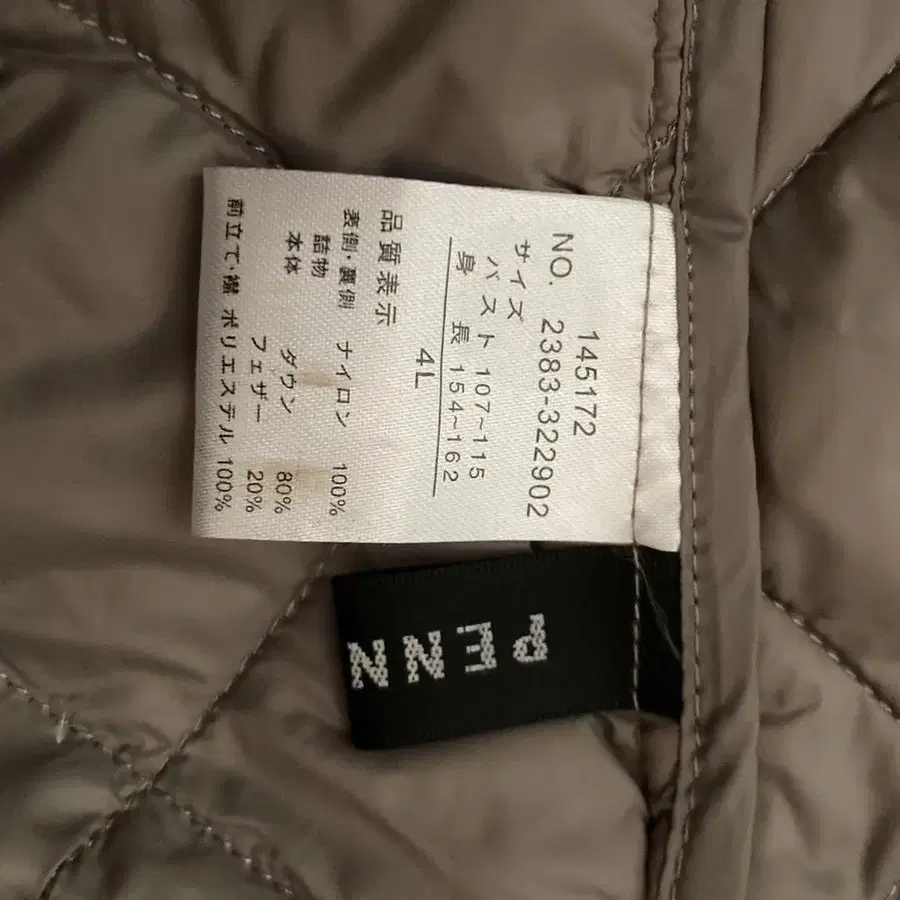 145172
NO. 2383-322902
サイズ
バスト 107~115
身長 154~162
4L
品質表示
表側・裏側 ナイロン 100%
詰物
本体 ダウン 80%
フェザー 20%
前立て・襟 ポリエステル 100%
PENN